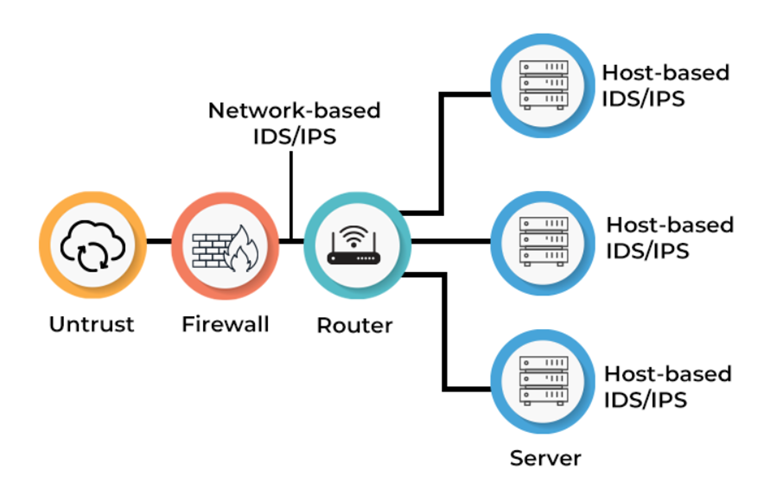 Network-based
IDS/IPS
Host-based
IDS/IPS
Host-based
IDS/IPS
Untrust
Firewall
Router
Host-based
IDS/IPS
Server